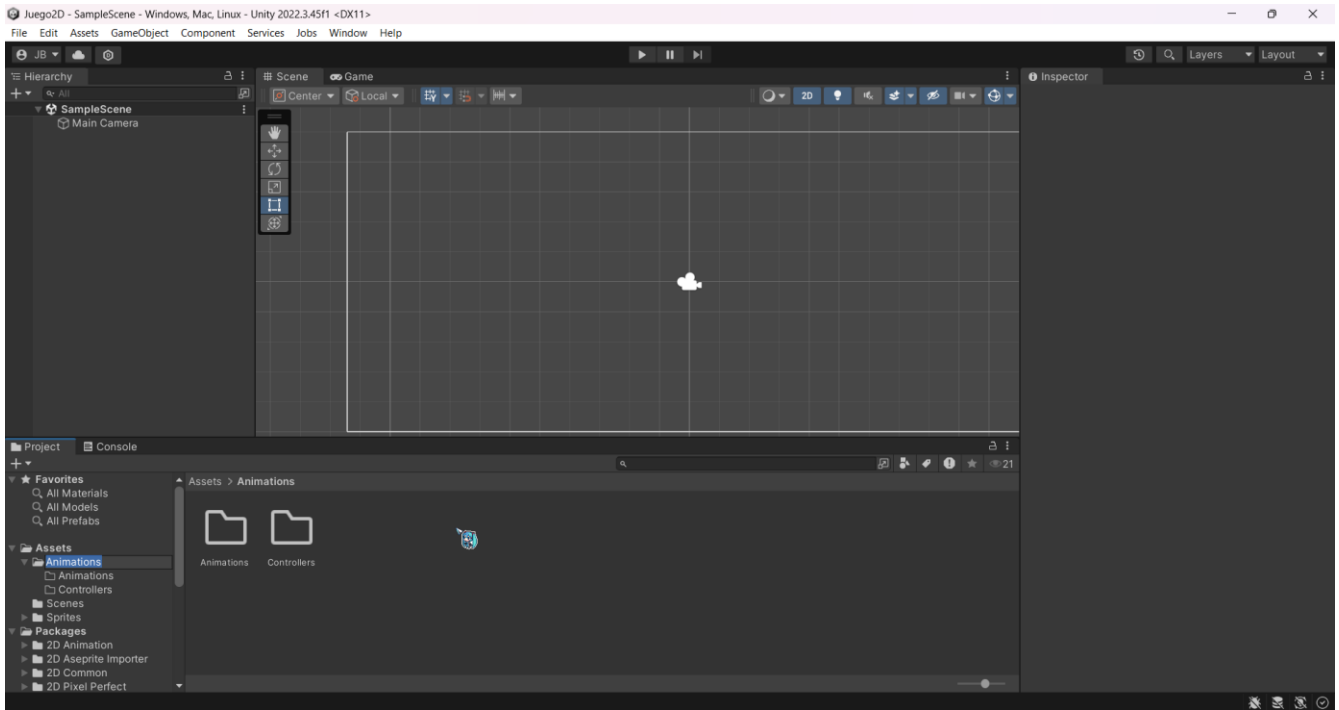 Juego2D - SampleScene - Windows, Mac, Linux - Unity 2022.3.45f1 <DX11>
File Edit Assets GameObject Component Services Jobs Window Help
JB Layers Layout
Hierarchy
Scene Game
Inspector
All
Center Local 2D
SampleScene
Main Camera
Project Console
21
Favorites
All Materials
All Models
All Prefabs
Assets
Animations
Animations
Controllers
Scenes
Sprites
Packages
2D Animation
2D Aseprite Importer
2D Common
2D Pixel Perfect
Assets > Animations
Animations Controllers